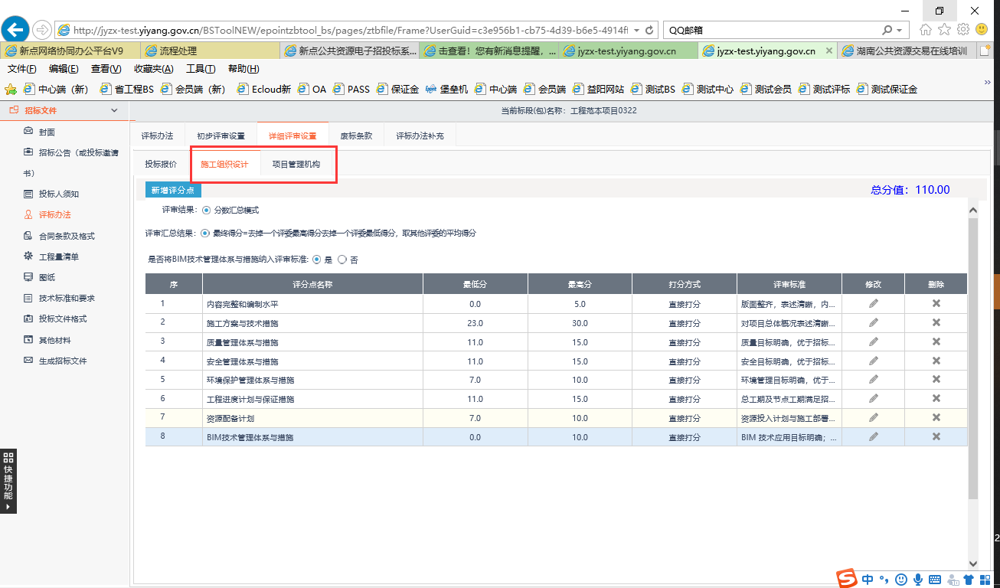 http://jyzx-test.yiyang.gov.cn/BSToolNEW/epointzbtool_bs/pages/ztbfile/Frame?UserGuid=c3e956b1-cb75-4d39-b6e5-4914ff
QQ邮箱
新点网络协同办公平台V9
流程处理
新点公共资源电子招投标系...
击查看！您有新消息提醒，...
jyzx-test.yiyang.gov.cn
jyzx-test.yiyang.gov.cn
湖南公共资源交易在线培训
文件(F) 编辑(E) 查看(V) 收藏夹(A) 工具(T) 帮助(H)
中心端（新） 省工程BS 会员端（新） Ecloud新 OA PASS 保证金 堡垒机 中心端 会员端 益阳网站 测试BS 测试中心 测试会员 测试评标 测试保证金
招标文件
当前标段(包)名称：工程范本项目0322
封面
招标公告（或投标邀请
书）
投标人须知
评标办法
合同条款及格式
工程量清单
图纸
技术标准和要求
投标文件格式
其他材料
生成招标文件
快捷功能
评标办法 初步评审设置 详细评审设置 废标条款 评标办法补充
投标报价 施工组织设计 项目管理机构
新增评分点
总分值：110.00
评审结果： 分数汇总模式
评审汇总结果： 最终得分=去掉一个评委最高得分去掉一个评委最低得分，取其他评委的平均得分
是否将BIM技术管理体系与措施纳入评审标准: 是 否
序 评分点名称 最低分 最高分 打分方式 评审标准 修改 删除
1 内容完整和编制水平 0.0 5.0 直接打分 版面整齐，表述清晰，内...
2 施工方案与技术措施 23.0 30.0 直接打分 对项目总体概况表述清晰...
3 质量管理体系与措施 11.0 15.0 直接打分 质量目标明确，优于招标...
4 安全管理体系与措施 11.0 15.0 直接打分 安全目标明确，优于招标...
5 环境保护管理体系与措施 7.0 10.0 直接打分 环境管理目标明确，优于...
6 工程进度计划与保证措施 11.0 15.0 直接打分 总工期及节点工期满足招...
7 资源配备计划 7.0 10.0 直接打分 资源投入计划与施工部署...
8 BIM技术管理体系与措施 0.0 10.0 直接打分 BIM 技术应用目标明确；...
2
S 中